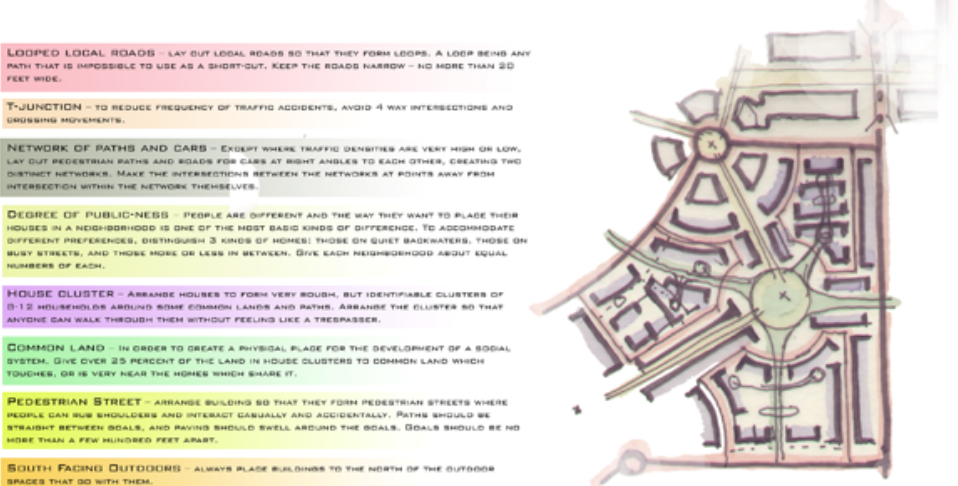 Looped local roads – lay out local roads so that they form loops. A loop being any
path that is impossible to use as a short-cut. Keep the roads narrow – no more than 20
feet wide.
T-Junction – to reduce frequency of traffic accidents, avoid 4 way intersections and
crossing movements.
Network of paths and cars – Except where traffic densities are very high or low,
lay out pedestrian paths and roads for cars at right angles to each other, creating two
distinct networks. Make the intersections between the networks at points away from
intersection within the network themselves.
Degree of public-ness – People are different and the way they want to place their
houses in a neighborhood is one of the most basic kinds of difference. To accommodate
different preferences, distinguish 3 kinds of homes: those on quiet backwaters, those on
busy streets, and those more or less in between. Give each neighborhood about equal
numbers of each.
House cluster – Arrange houses to form very rough, but identifiable clusters of
8-12 households around some common lands and paths. Arrange the cluster so that
anyone can walk through them without feeling like a trespasser.
Common land – In order to create a physical place for the development of a social
system. Give over 25 percent of the land in house clusters to common land which
touches, or is very near the homes which share it.
Pedestrian Street – arrange building so that they form pedestrian streets where
people can rub shoulders and interact casually and accidentally. Paths should be
straight between goals, and paving should swell around the goals. Goals should be no
more than a few hundred feet apart.
South Facing Outdoors – always place buildings to the north of the outdoor
spaces that go with them.